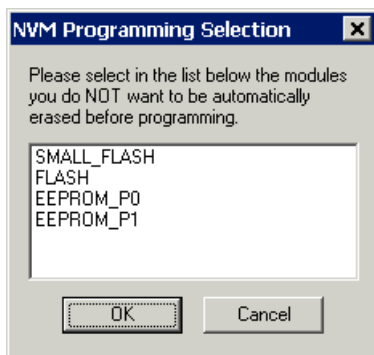 NVM Programming Selection
Please select in the list below the modules
you do NOT want to be automatically
erased before programming.
SMALL_FLASH
FLASH
EEPROM_P0
EEPROM_P1
OK
Cancel